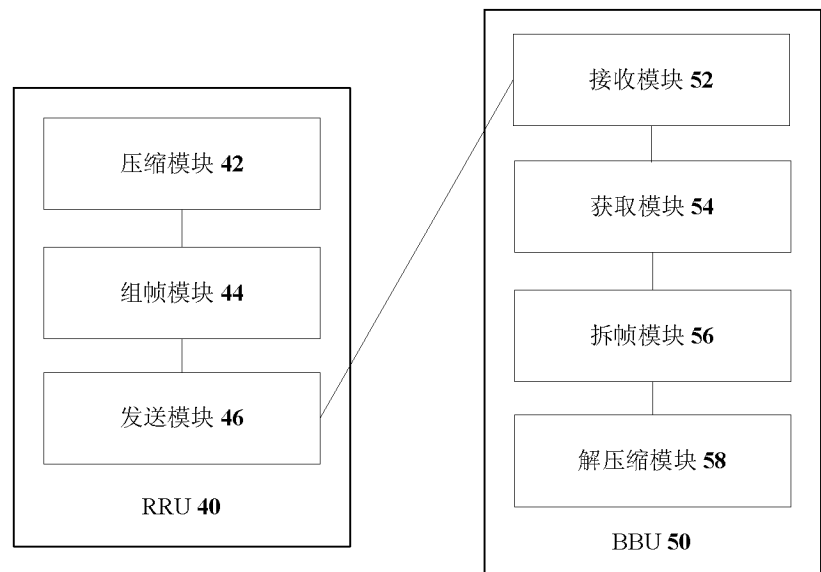 压缩模块 42
组帧模块 44
发送模块 46
RRU 40
接收模块 52
获取模块 54
拆帧模块 56
解压缩模块 58
BBU 50